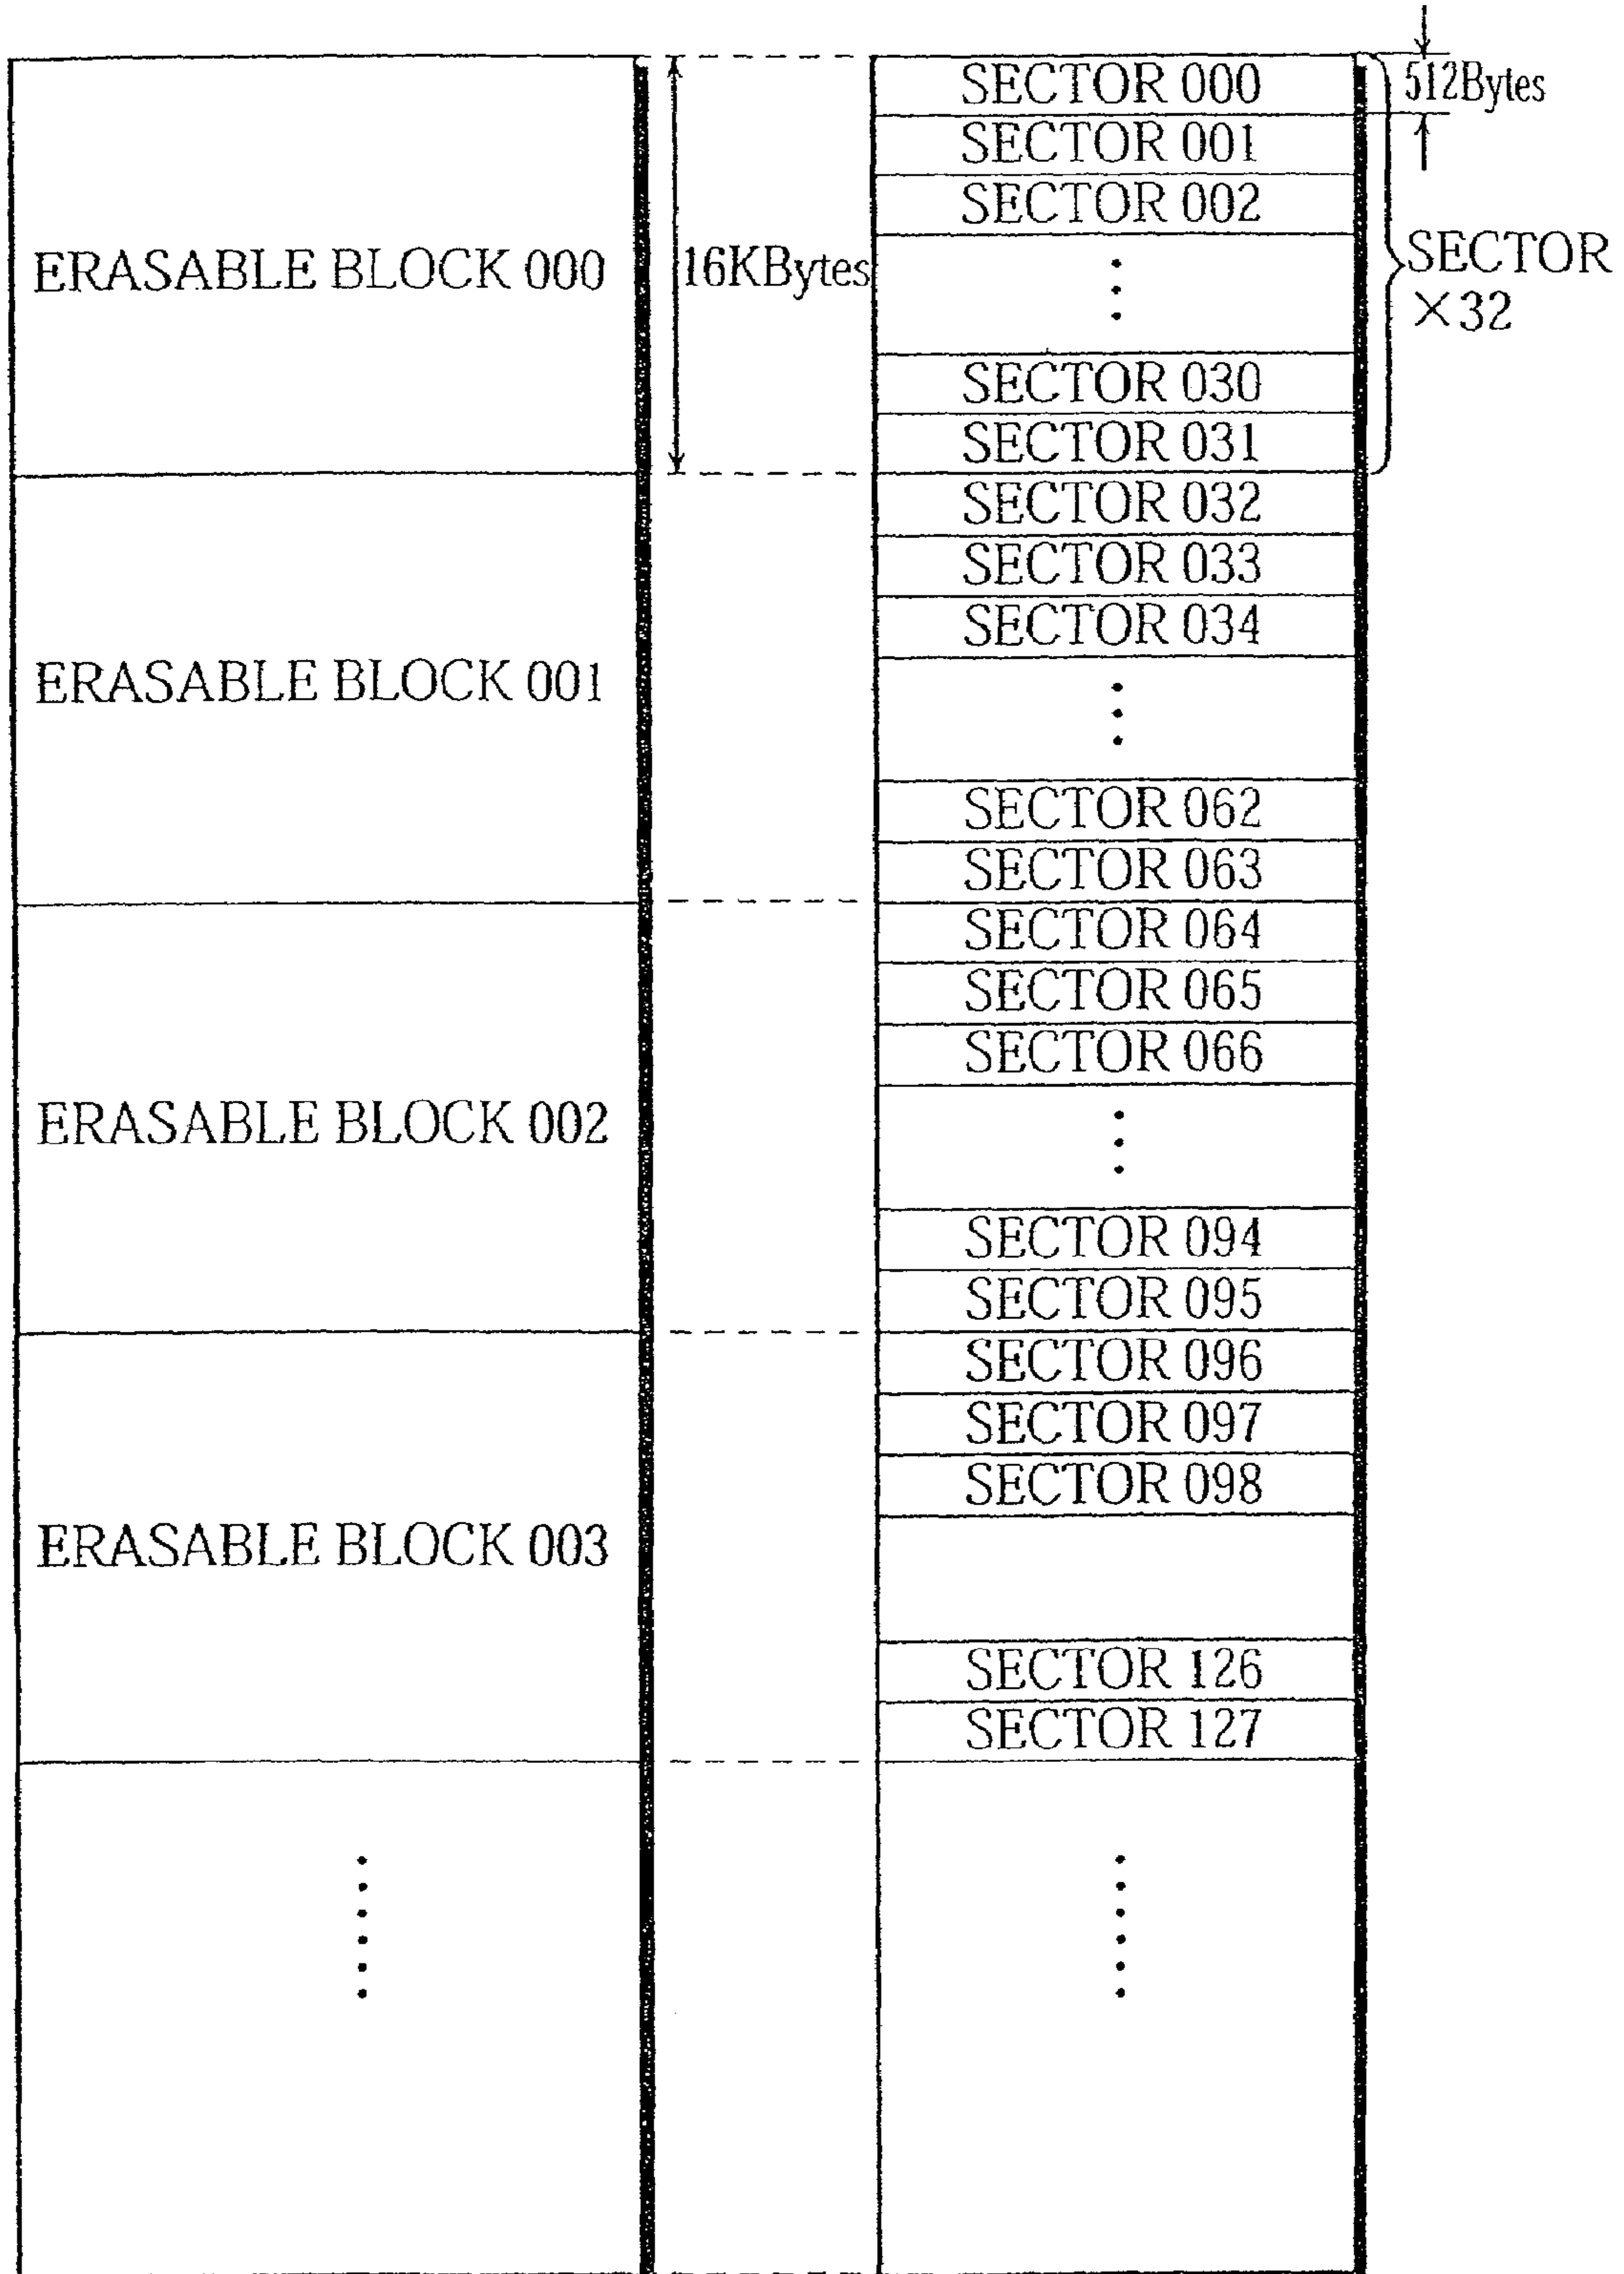 ERASABLE BLOCK 000
16KBytes
ERASABLE BLOCK 001
ERASABLE BLOCK 002
ERASABLE BLOCK 003
SECTOR 000
SECTOR 001
SECTOR 002
SECTOR 030
SECTOR 031
SECTOR 032
SECTOR 033
SECTOR 034
SECTOR 062
SECTOR 063
SECTOR 064
SECTOR 065
SECTOR 066
SECTOR 094
SECTOR 095
SECTOR 096
SECTOR 097
SECTOR 098
SECTOR 126
SECTOR 127
512Bytes
SECTOR
×32